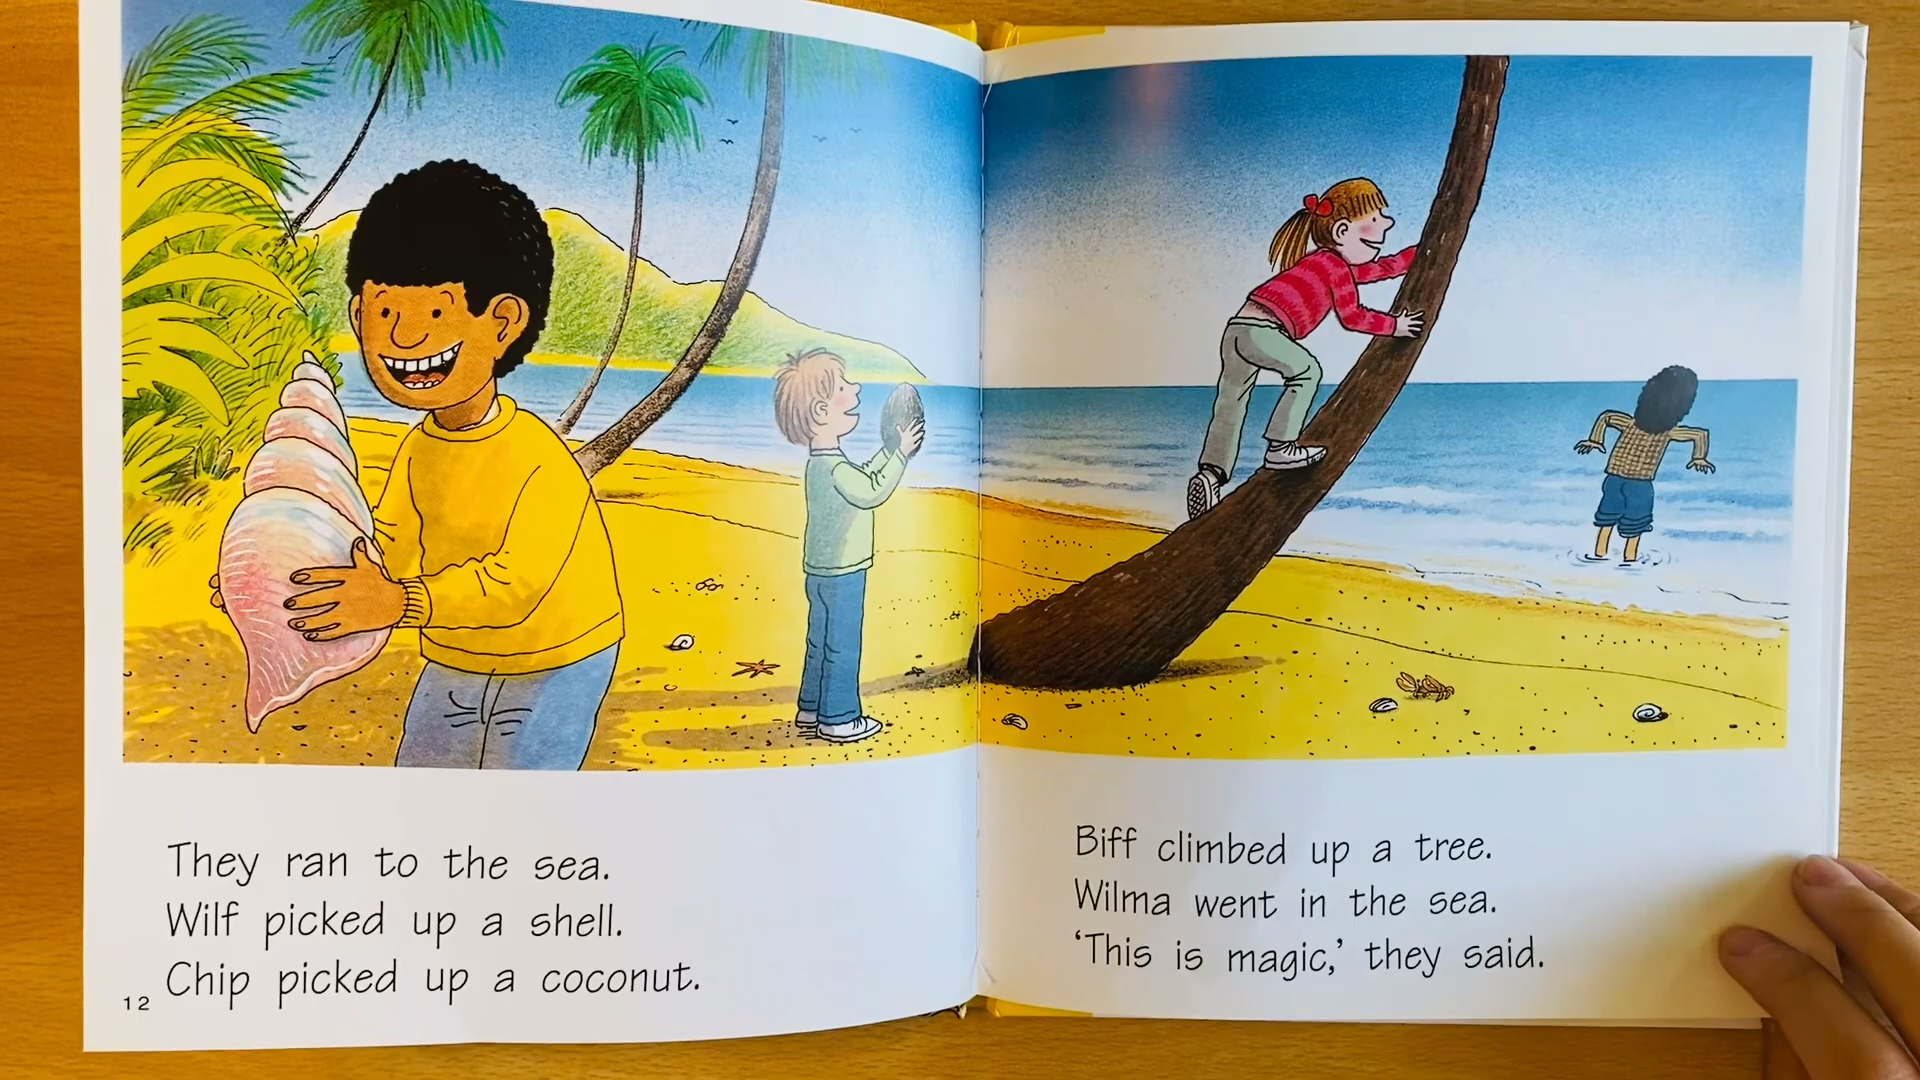 They ran to the sea.
Wilf picked up a shell.
Chip picked up a coconut.
12
Biff climbed up a tree.
Wilma went in the sea.
‘This is magic,’ they said.